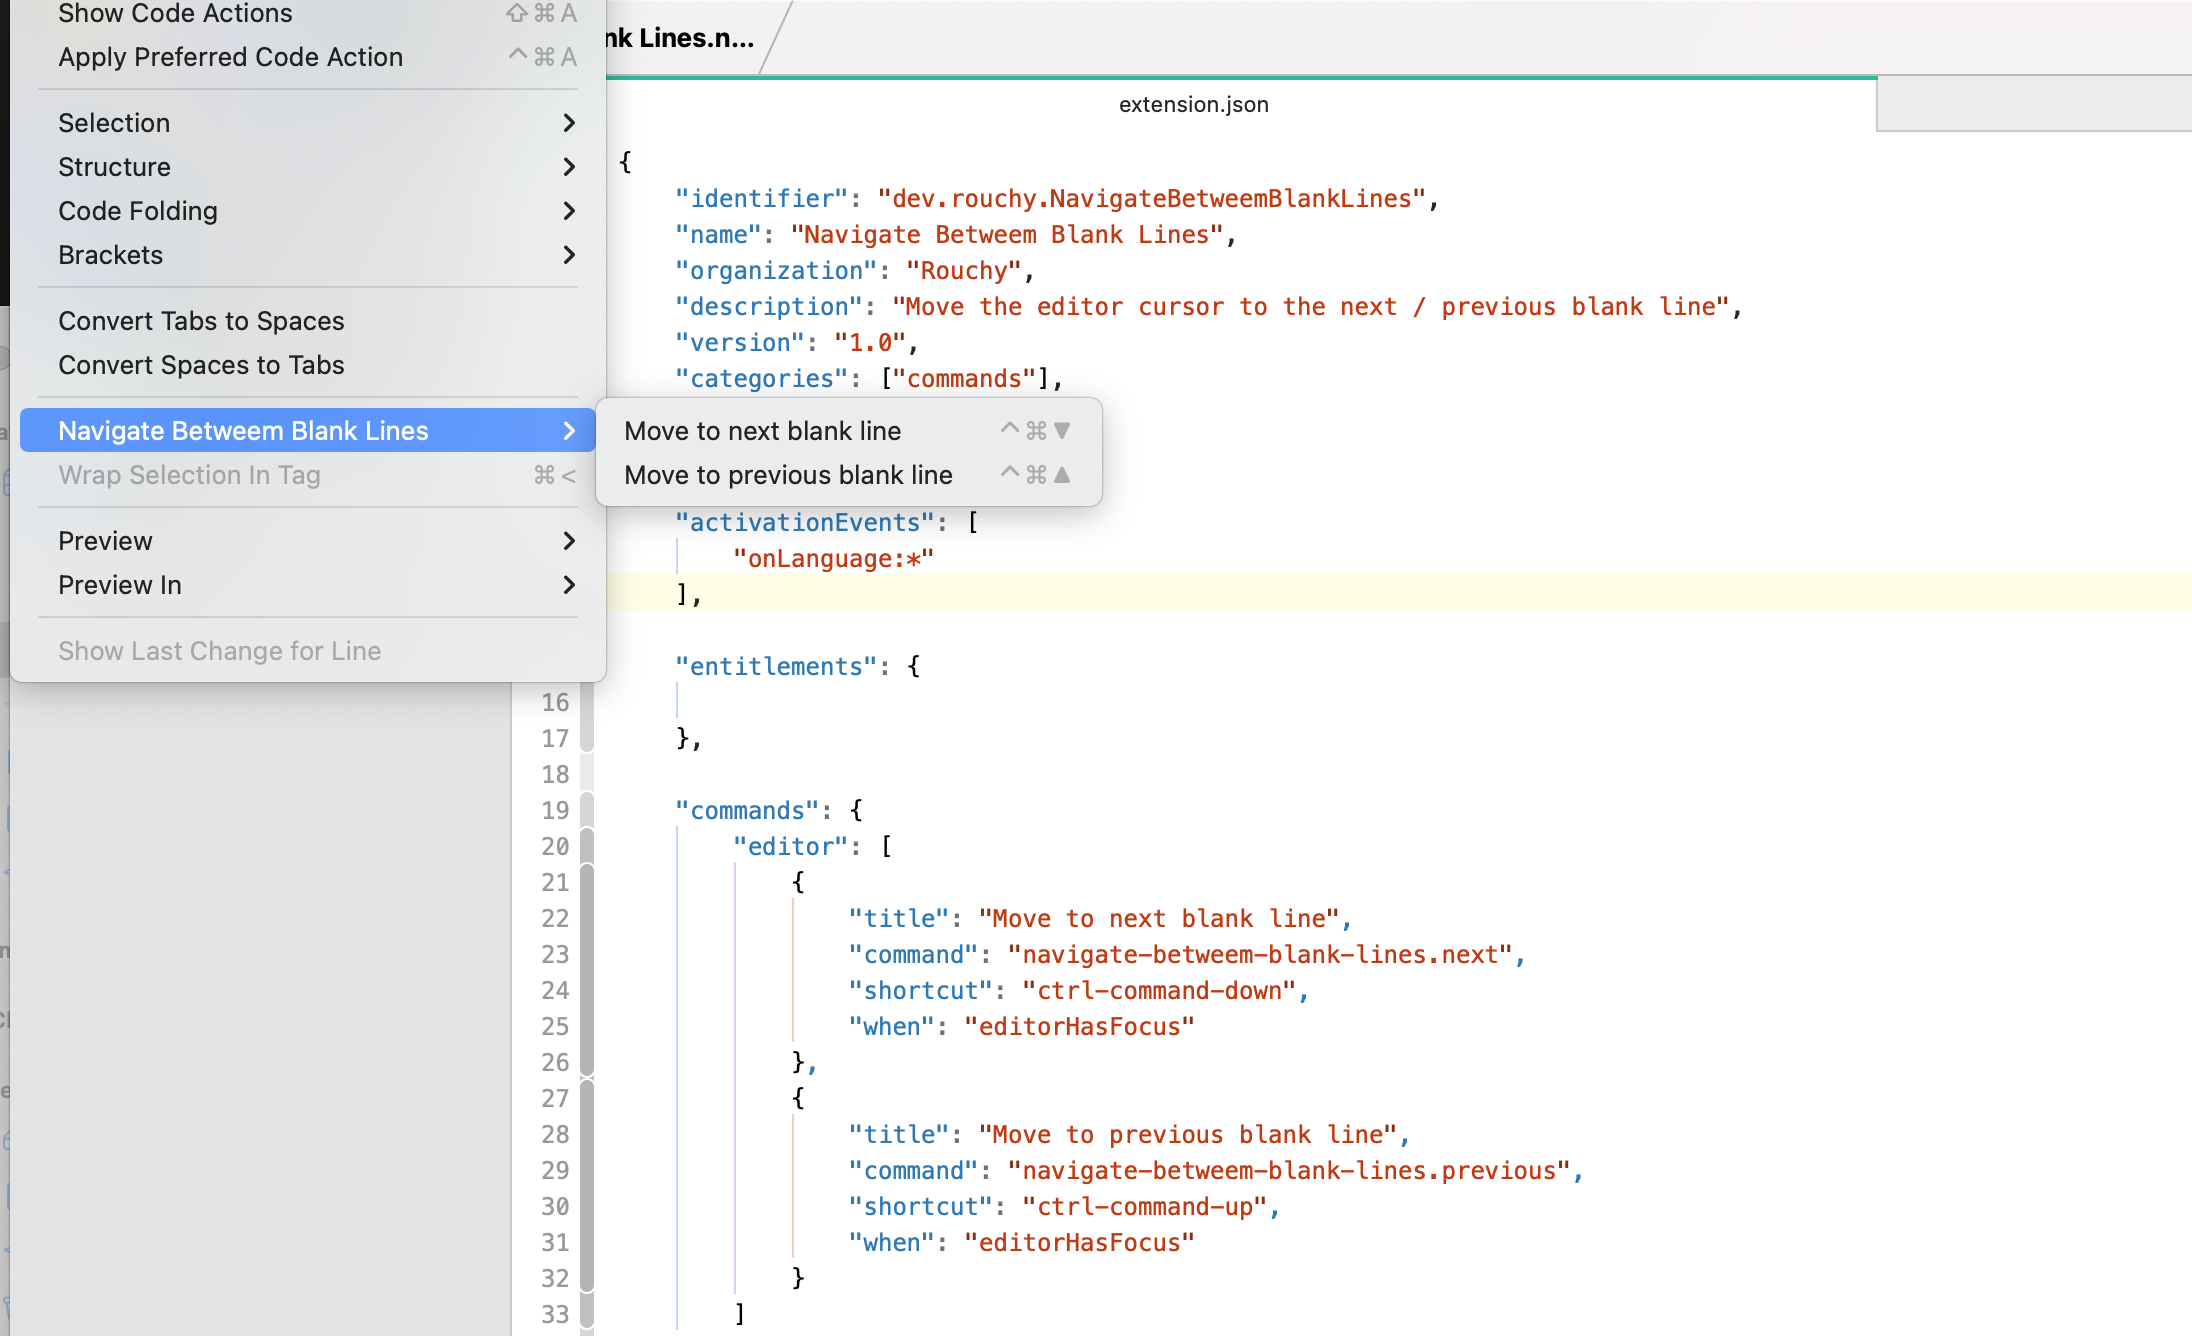 Show Code Actions ⇧⌘A
Apply Preferred Code Action ^⌘A
Selection
Structure
Code Folding
Brackets
Convert Tabs to Spaces
Convert Spaces to Tabs
Navigate Betweem Blank Lines
Wrap Selection In Tag ⌘<
Preview
Preview In
Show Last Change for Line
Move to next blank line ^⌘▼
Move to previous blank line ^⌘▲
nk Lines.n...
extension.json
{
"identifier": "dev.rouchy.NavigateBetweemBlankLines",
"name": "Navigate Betweem Blank Lines",
"organization": "Rouchy",
"description": "Move the editor cursor to the next / previous blank line",
"version": "1.0",
"categories": ["commands"],
"activationEvents": [
"onLanguage:*"
],
"entitlements": {
16
17 },
18
19 "commands": {
20 "editor": [
21 {
22 "title": "Move to next blank line",
23 "command": "navigate-betweem-blank-lines.next",
24 "shortcut": "ctrl-command-down",
25 "when": "editorHasFocus"
26 },
27 {
28 "title": "Move to previous blank line",
29 "command": "navigate-betweem-blank-lines.previous",
30 "shortcut": "ctrl-command-up",
31 "when": "editorHasFocus"
32 }
33 ]